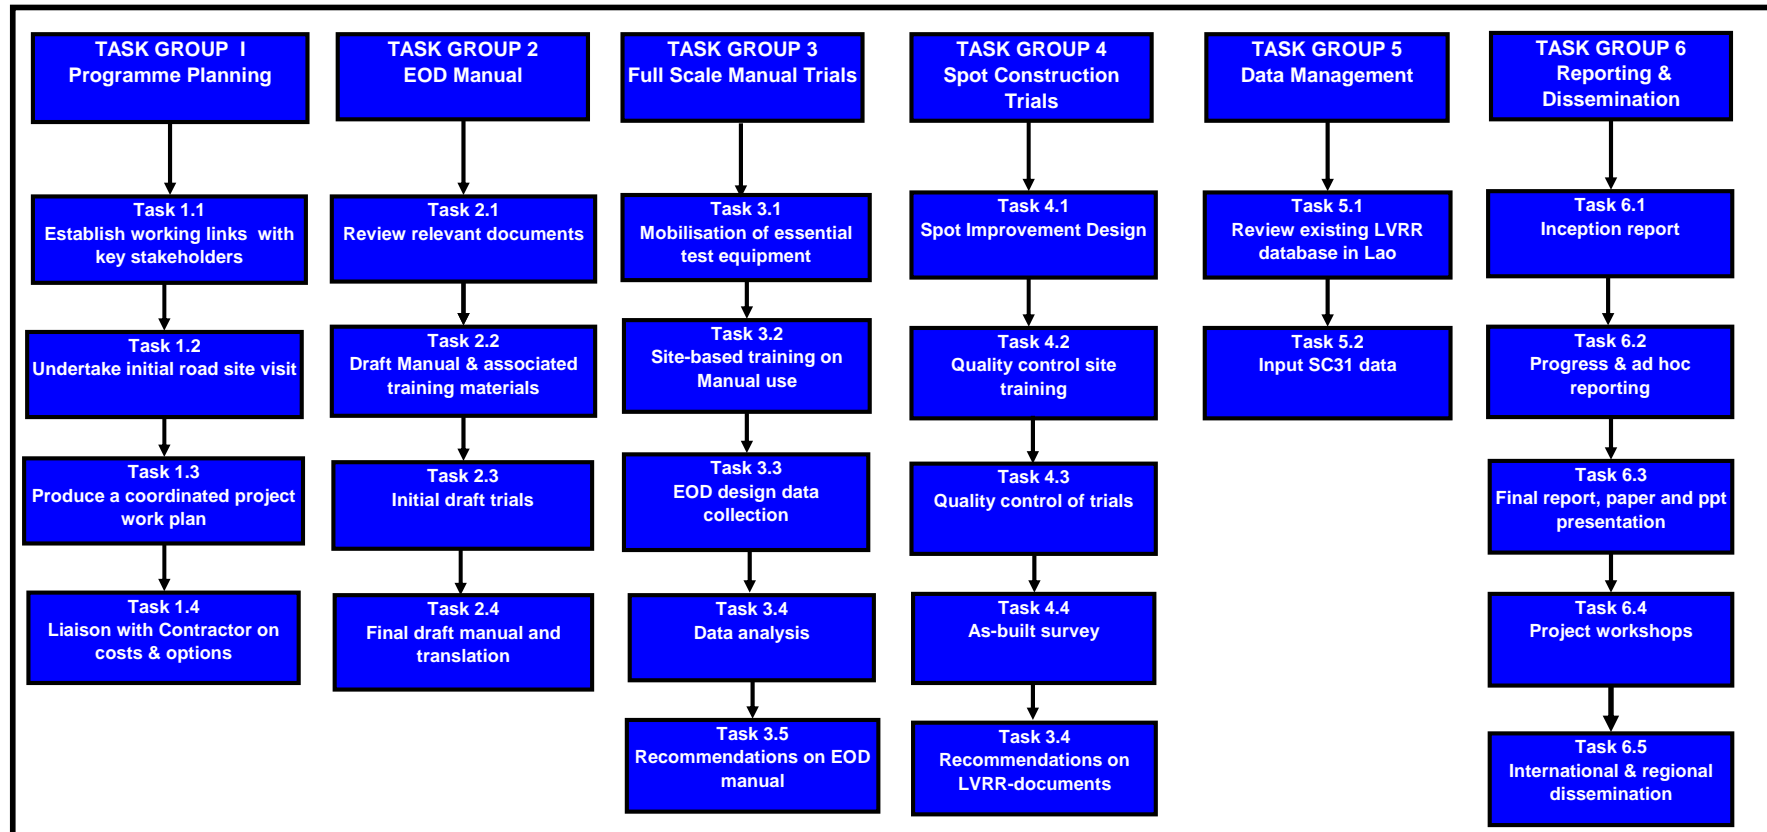 TASK GROUP I
Programme Planning
Task 1.1
Establish working links with
key stakeholders
Task 1.2
Undertake initial road site visit
Task 1.3
Produce a coordinated project
work plan
Task 1.4
Liaison with Contractor on
costs & options
TASK GROUP 2
EOD Manual
Task 2.1
Review relevant documents
Task 2.2
Draft Manual & associated
training materials
Task 2.3
Initial draft trials
Task 2.4
Final draft manual and
translation
TASK GROUP 3
Full Scale Manual Trials
Task 3.1
Mobilisation of essential
test equipment
Task 3.2
Site-based training on
Manual use
Task 3.3
EOD design data
collection
Task 3.4
Data analysis
Task 3.5
Recommendations on EOD
manual
TASK GROUP 4
Spot Construction
Trials
Task 4.1
Spot Improvement Design
Task 4.2
Quality control site
training
Task 4.3
Quality control of trials
Task 4.4
As-built survey
Task 3.4
Recommendations on
LVRR-documents
TASK GROUP 5
Data Management
Task 5.1
Review existing LVRR
database in Lao
Task 5.2
Input SC31 data
TASK GROUP 6
Reporting &
Dissemination
Task 6.1
Inception report
Task 6.2
Progress & ad hoc
reporting
Task 6.3
Final report, paper and ppt
presentation
Task 6.4
Project workshops
Task 6.5
International & regional
dissemination